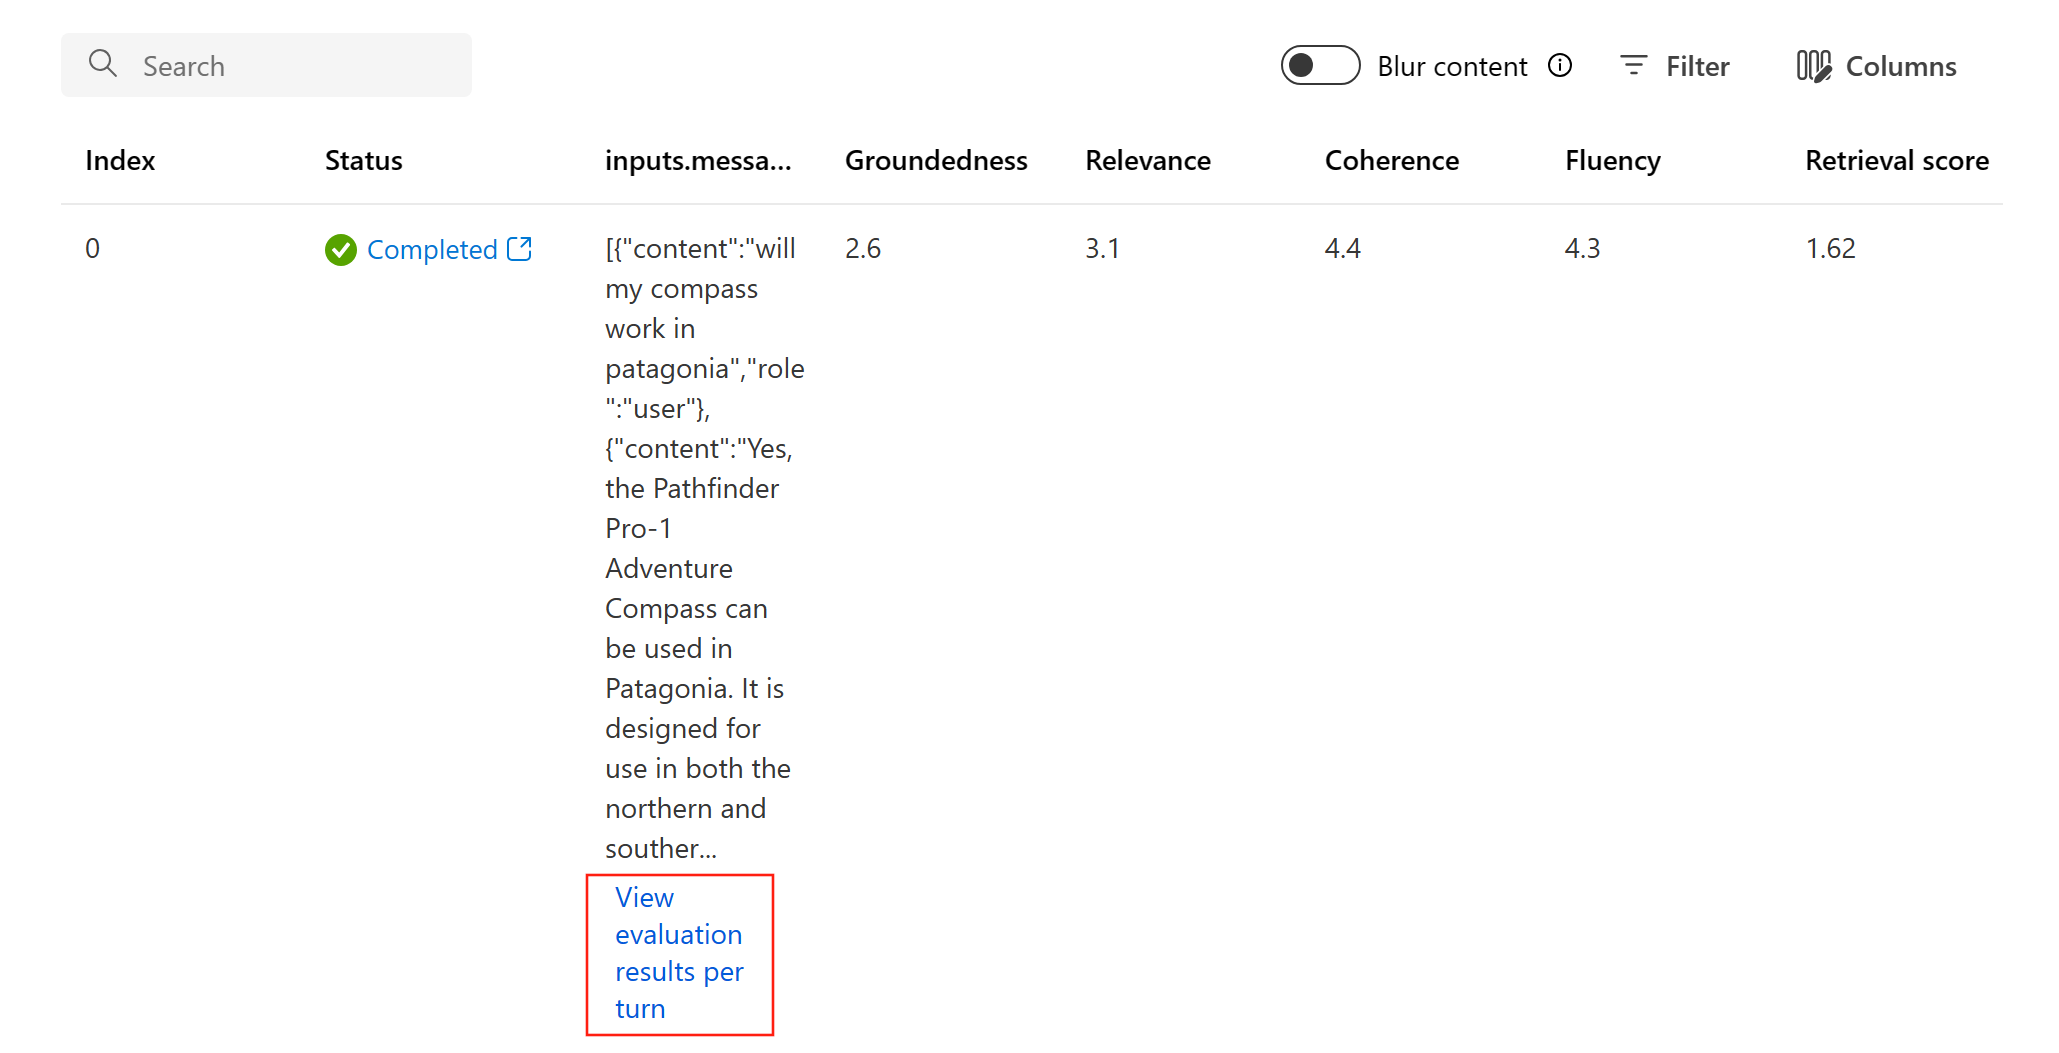 Search
Blur content
Filter
Columns
Index
Status
inputs.messa...
Groundedness
Relevance
Coherence
Fluency
Retrieval score
0
Completed
[{"content":"will
my compass
work in
patagonia","role
":"user"},
{"content":"Yes,
the Pathfinder
Pro-1
Adventure
Compass can
be used in
Patagonia. It is
designed for
use in both the
northern and
souther...
View
evaluation
results per
turn
2.6
3.1
4.4
4.3
1.62